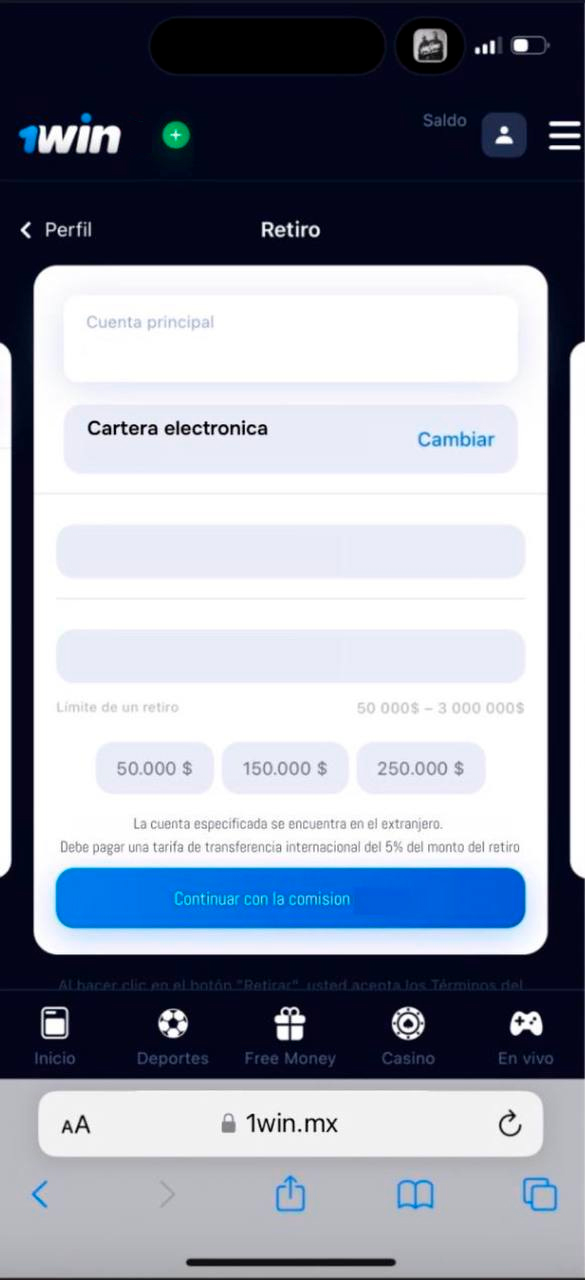 1win
Saldo
Perfil
Retiro
Cuenta principal
Cartera electronica
Cambiar
Límite de un retiro
50 000$ – 3 000 000$
50.000 $
150.000 $
250.000 $
La cuenta especificada se encuentra en el extranjero.
Debe pagar una tarifa de transferencia internacional del 5% del monto del retiro
Continuar con la comision
Al hacer clic en el botón "Retirar", usted acepta los Términos del
Inicio
Deportes
Free Money
Casino
En vivo
AA
1win.mx